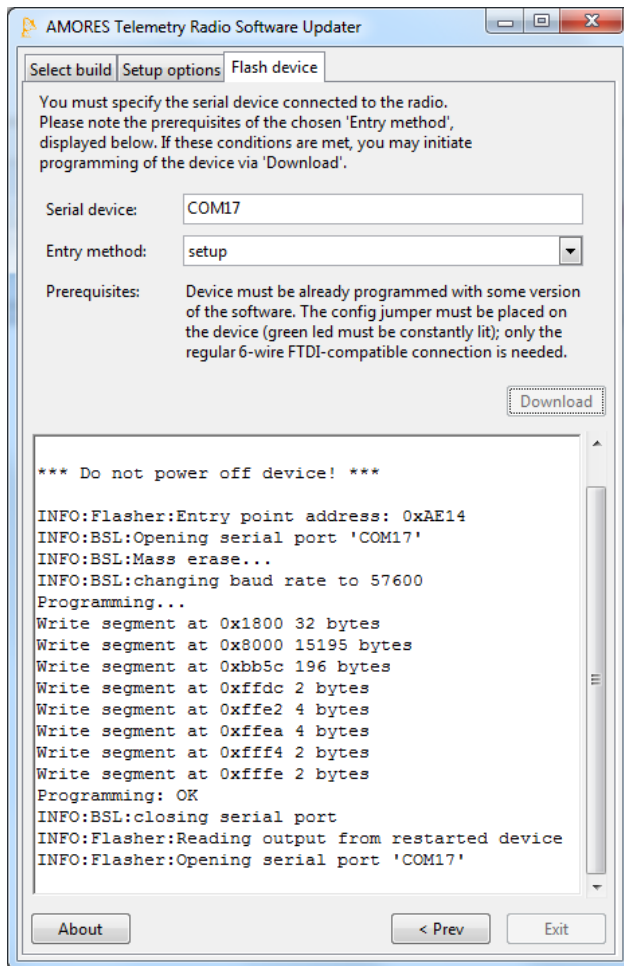 AMORES Telemetry Radio Software Updater
Select build Setup options Flash device
You must specify the serial device connected to the radio.
Please note the prerequisites of the chosen 'Entry method',
displayed below. If these conditions are met, you may initiate
programming of the device via 'Download'.
Serial device: COM17
Entry method: setup
Prerequisites: Device must be already programmed with some version
of the software. The config jumper must be placed on
the device (green led must be constantly lit); only the
regular 6-wire FTDI-compatible connection is needed.
Download
*** Do not power off device! ***
INFO:Flasher:Entry point address: 0xAE14
INFO:BSL:Opening serial port 'COM17'
INFO:BSL:Mass erase...
INFO:BSL:changing baud rate to 57600
Programming...
Write segment at 0x1800 32 bytes
Write segment at 0x8000 15195 bytes
Write segment at 0xbb5c 196 bytes
Write segment at 0xffdc 2 bytes
Write segment at 0xffe2 4 bytes
Write segment at 0xffea 4 bytes
Write segment at 0xfff4 2 bytes
Write segment at 0xfffe 2 bytes
Programming: OK
INFO:BSL:closing serial port
INFO:Flasher:Reading output from restarted device
INFO:Flasher:Opening serial port 'COM17'
About < Prev Exit